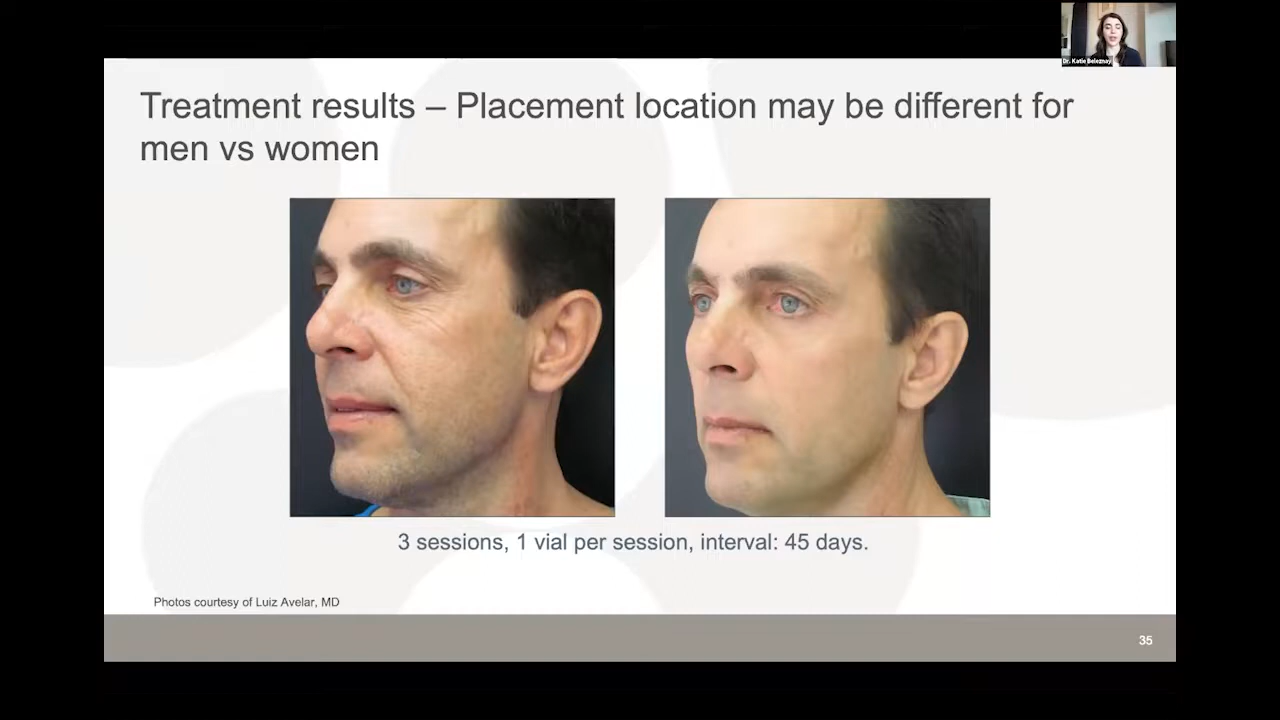 Dr. Katie Beleznay
Treatment results – Placement location may be different for
men vs women
3 sessions, 1 vial per session, interval: 45 days.
Photos courtesy of Luiz Avelar, MD
35